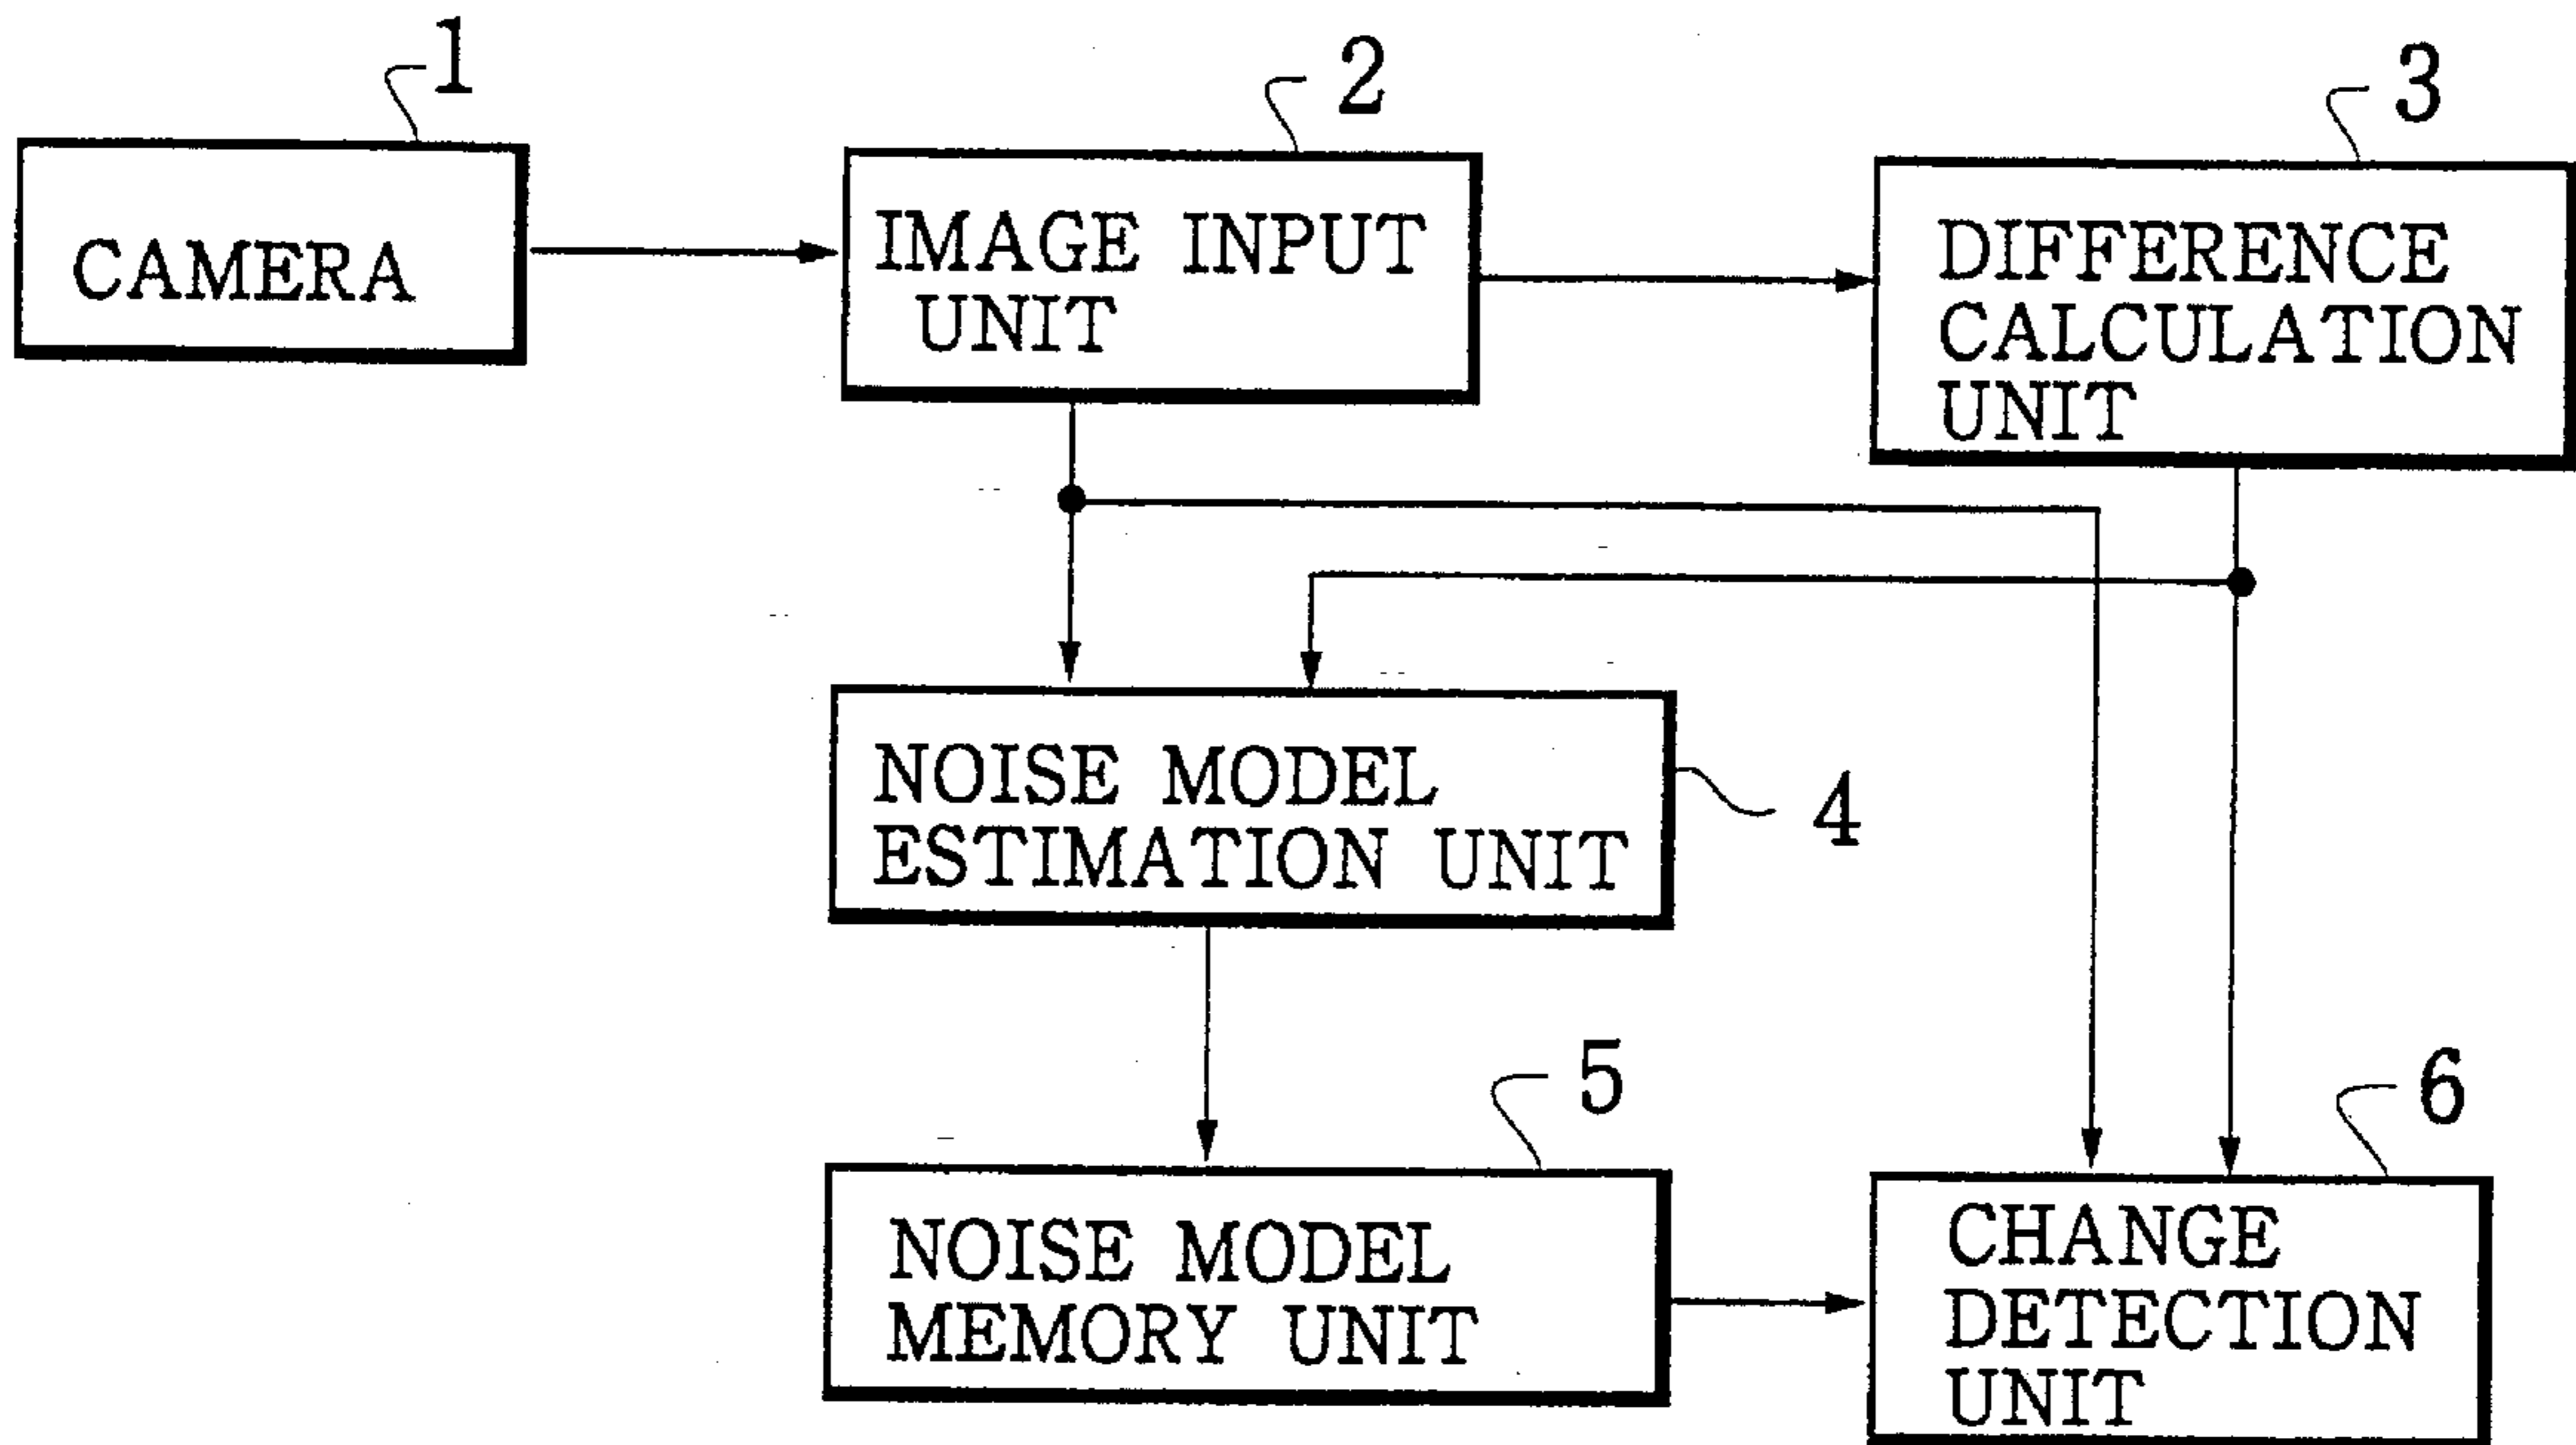 1
CAMERA
2
IMAGE INPUT
UNIT
3
DIFFERENCE
CALCULATION
UNIT
NOISE MODEL
ESTIMATION UNIT
4
5
NOISE MODEL
MEMORY UNIT
6
CHANGE
DETECTION
UNIT